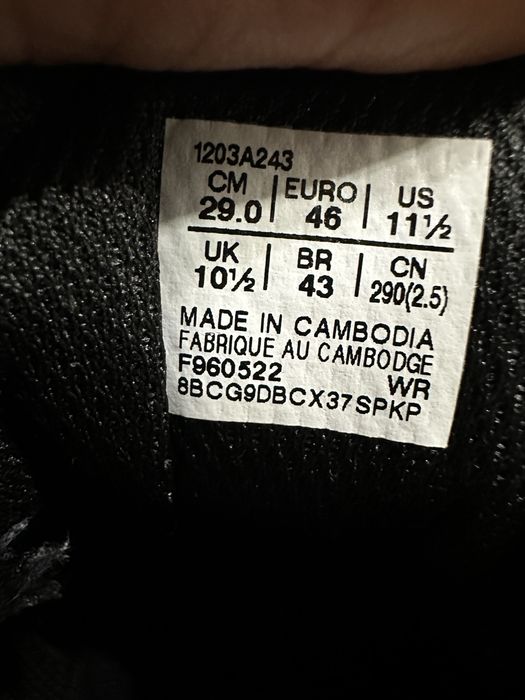 1203A243
CM | EURO | US
29.0 | 46 | 11½
UK | BR | CN
10½ | 43 | 290(2.5)
MADE IN CAMBODIA
FABRIQUE AU CAMBODGE
F960522 WR
8BCG9DBCX37SPKP